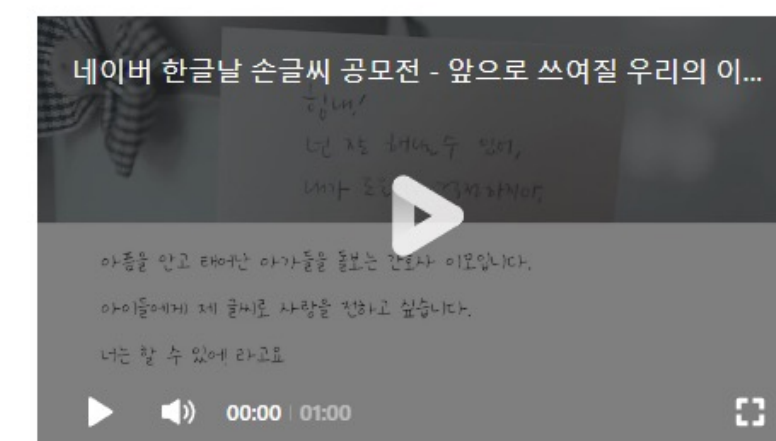 네이버 한글날 손글씨 공모전 - 앞으로 쓰여질 우리의 이...
힘내!
넌 잘 해낼 수 있어,
내가
아픔을 안고 태어난 아가들을 돌보는 간호사 이모입니다.
아이들에게 제 글씨로 사랑을 전하고 싶습니다.
너는 할 수 있어! 라고요
00:00 | 01:00